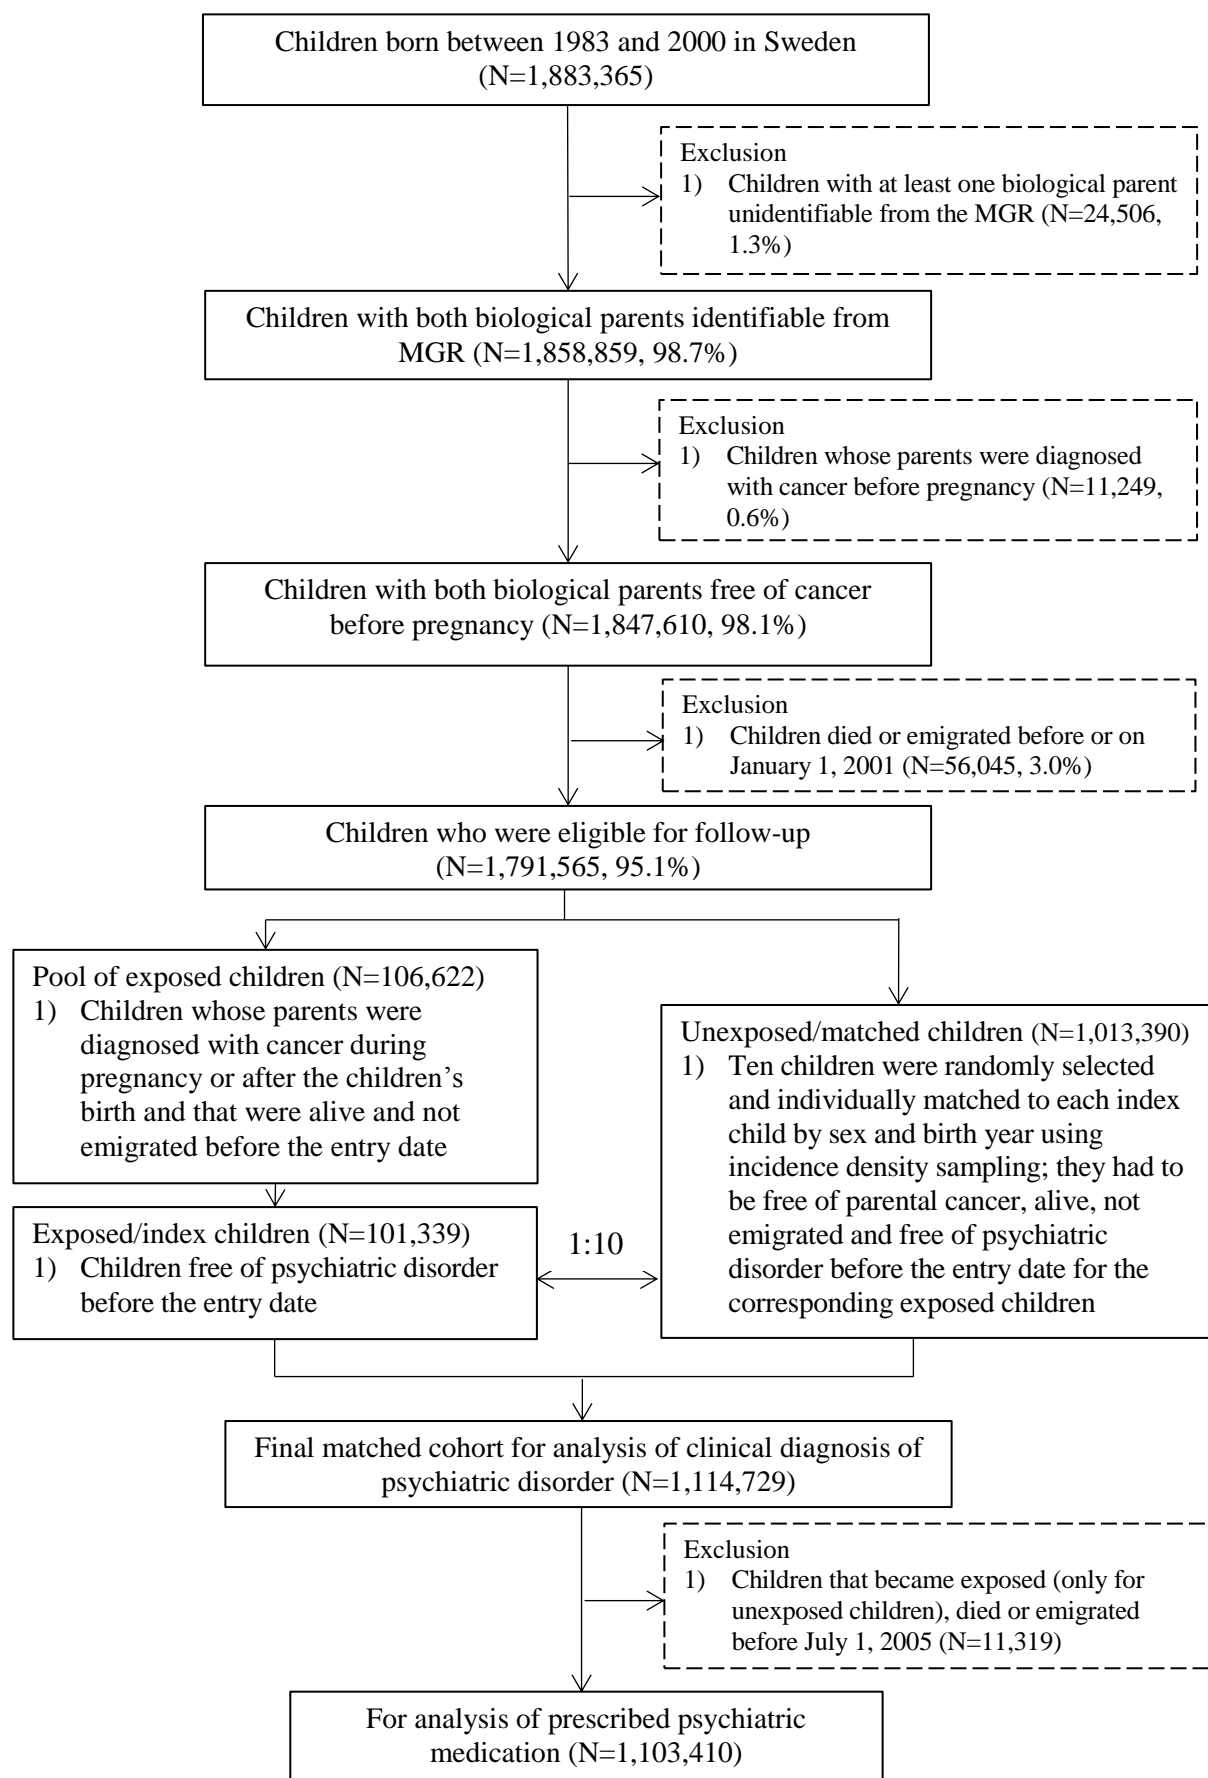 Children born between 1983 and 2000 in Sweden
(N=1,883,365)
Exclusion
1) Children with at least one biological parent
unidentifiable from the MGR (N=24,506,
1.3%)
Children with both biological parents identifiable from
MGR (N=1,858,859, 98.7%)
Exclusion
1) Children whose parents were diagnosed
with cancer before pregnancy (N=11,249,
0.6%)
Children with both biological parents free of cancer
before pregnancy (N=1,847,610, 98.1%)
Exclusion
1) Children died or emigrated before or on
January 1, 2001 (N=56,045, 3.0%)
Children who were eligible for follow-up
(N=1,791,565, 95.1%)
Pool of exposed children (N=106,622)
1) Children whose parents were
diagnosed with cancer during
pregnancy or after the children’s
birth and that were alive and not
emigrated before the entry date
Unexposed/matched children (N=1,013,390)
1) Ten children were randomly selected
and individually matched to each index
child by sex and birth year using
incidence density sampling; they had to
be free of parental cancer, alive, not
emigrated and free of psychiatric
disorder before the entry date for the
corresponding exposed children
Exposed/index children (N=101,339)
1) Children free of psychiatric disorder
before the entry date
1:10
Final matched cohort for analysis of clinical diagnosis of
psychiatric disorder (N=1,114,729)
Exclusion
1) Children that became exposed (only for
unexposed children), died or emigrated
before July 1, 2005 (N=11,319)
For analysis of prescribed psychiatric
medication (N=1,103,410)